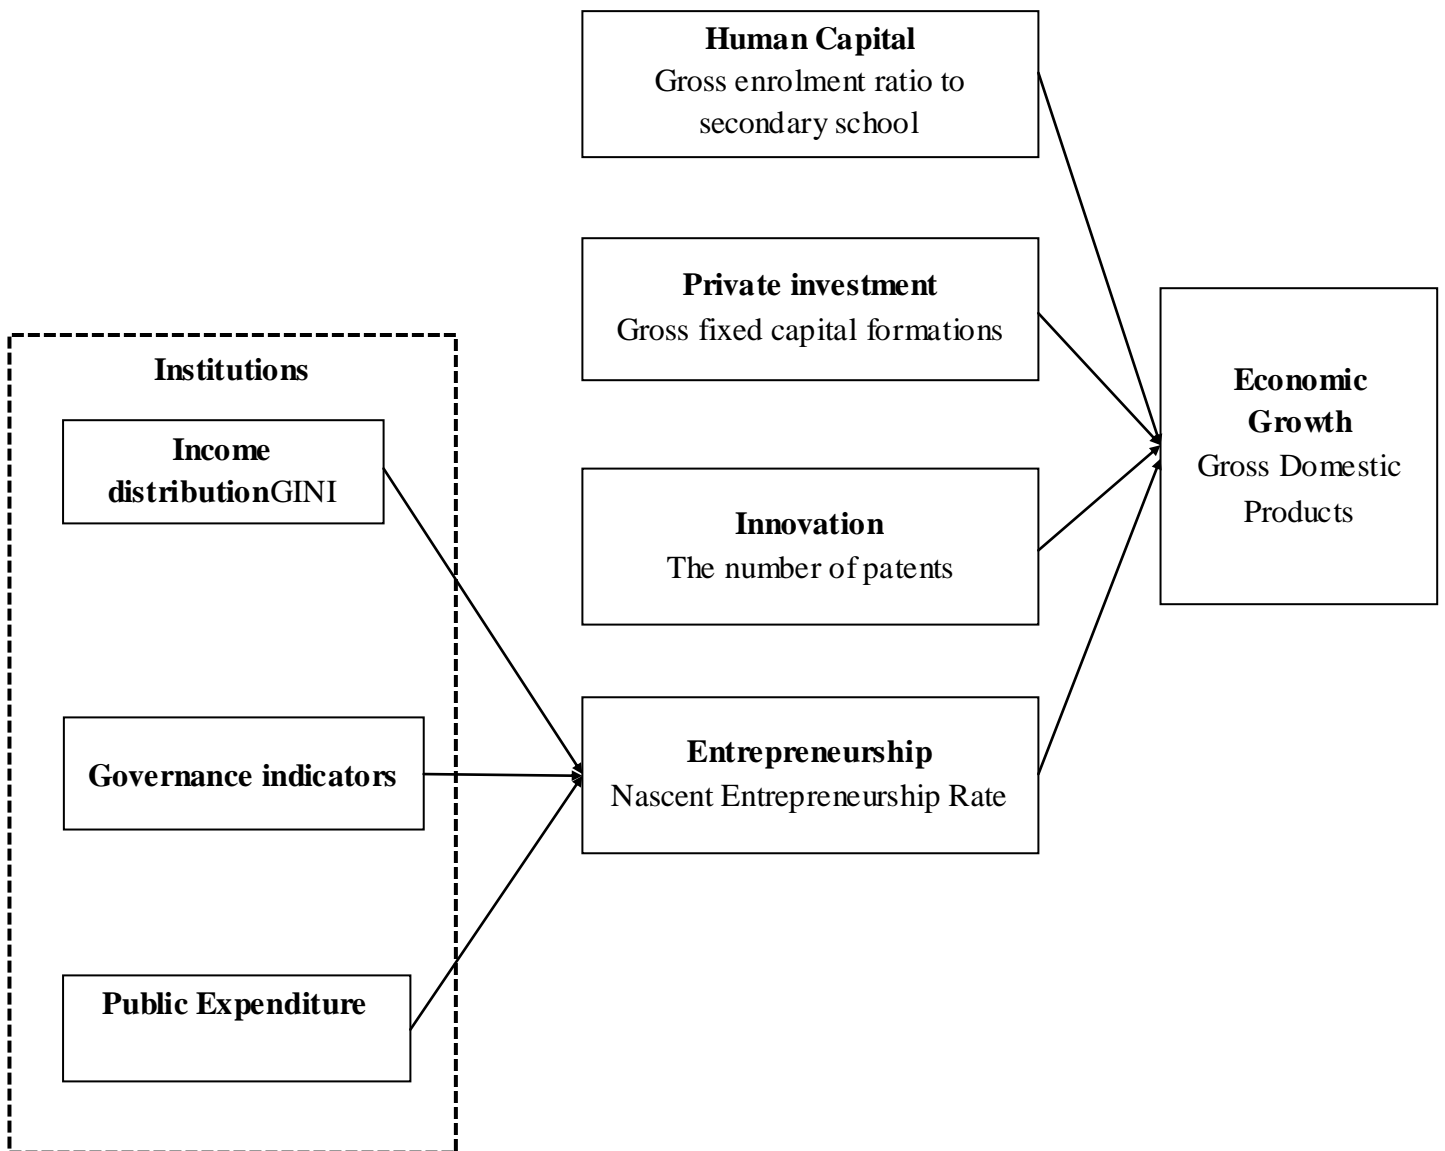 Human Capital
Gross enrolment ratio to
secondary school
Private investment
Gross fixed capital formations
Institutions
Income
distributionGINI
Economic
Growth
Gross Domestic
Products
Innovation
The number of patents
Governance indicators
Entrepreneurship
Nascent Entrepreneurship Rate
Public Expenditure